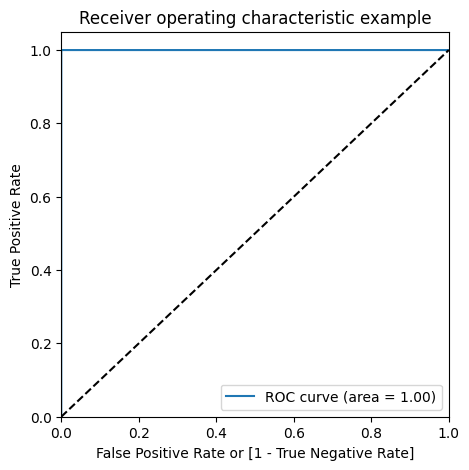 Receiver operating characteristic example
True Positive Rate
1.0
0.8
0.6
0.4
0.2
0.0
0.0 0.2 0.4 0.6 0.8 1.0
ROC curve (area = 1.00)
False Positive Rate or [1 - True Negative Rate]